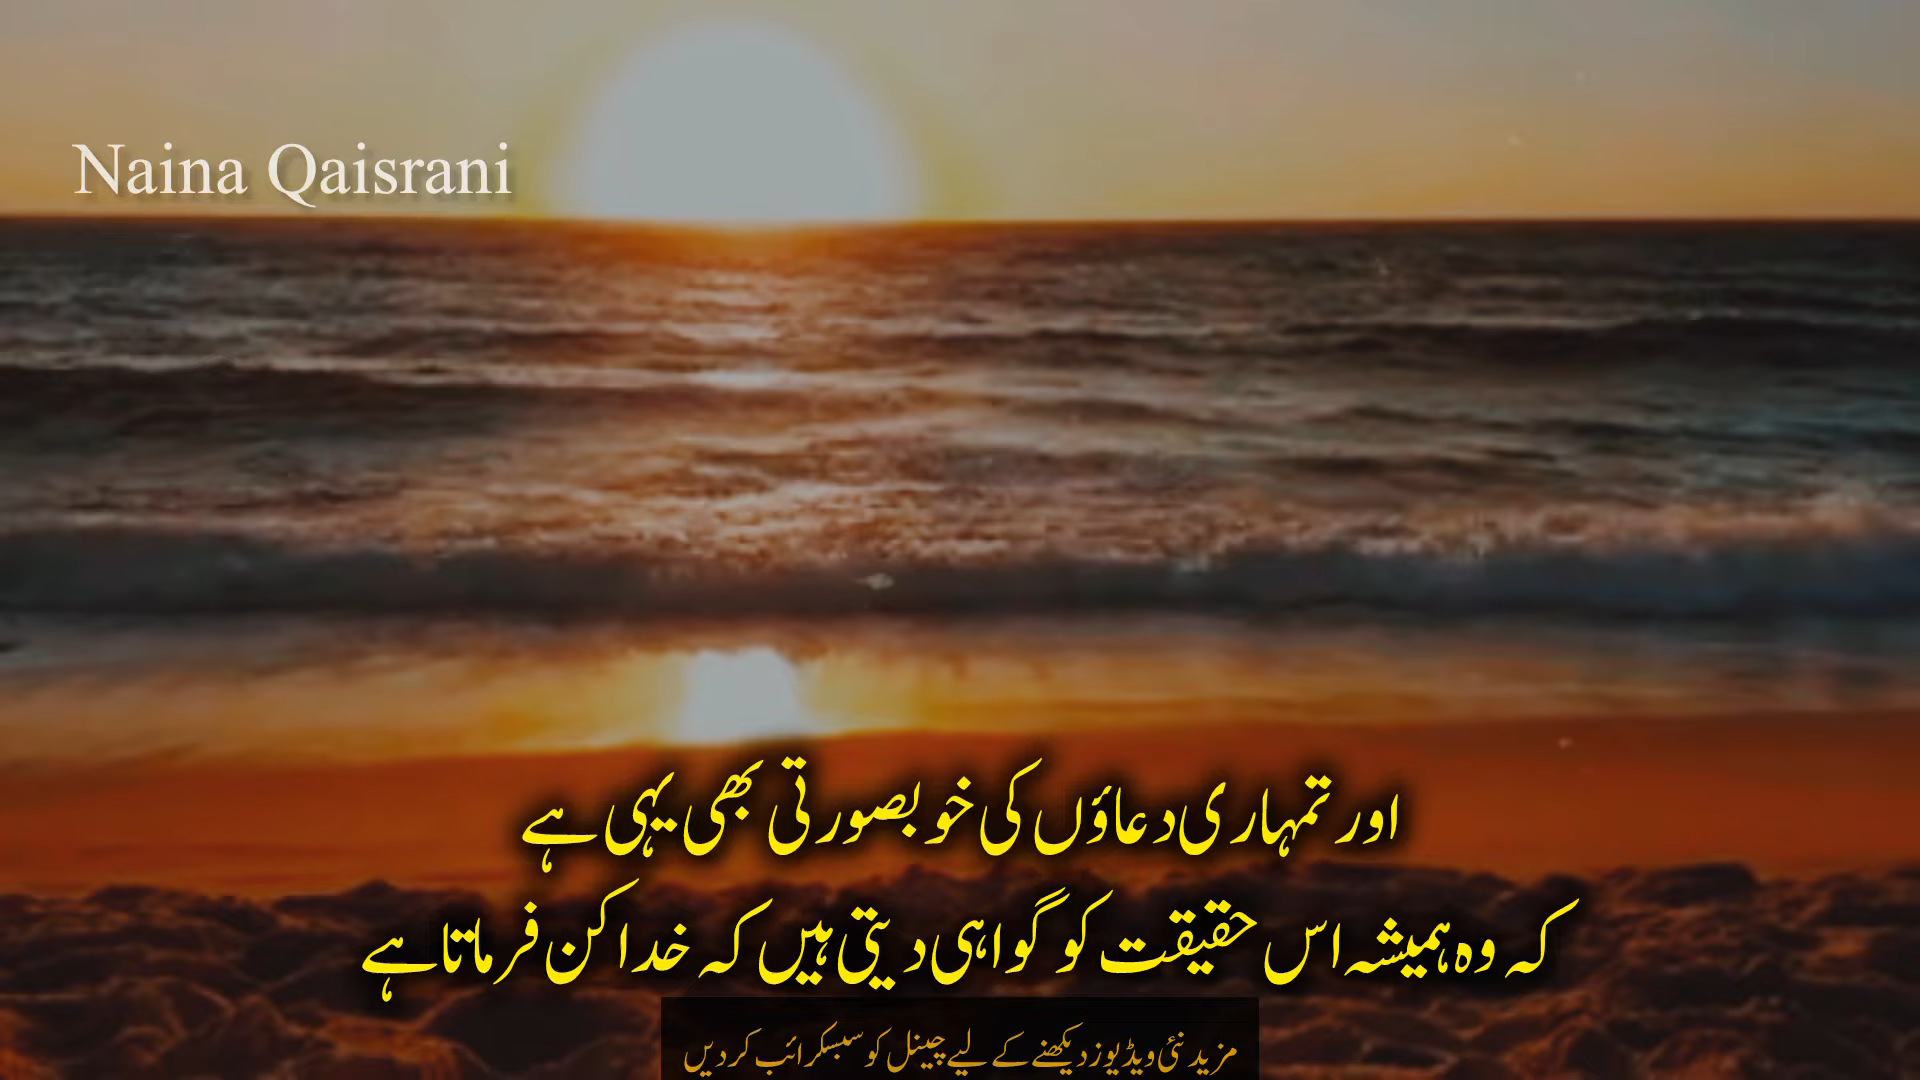 Naina Qaisrani
اور تمہاری دعاؤں کی خوبصورتی بھی یہی ہے
کہ وہ ہمیشہ اس حقیقت کو گواہی دیتی ہیں کہ خدا کن فرماتا ہے
مزید نئی ویڈیوز دیکھنے کے لیے چینل کو سبسکرائب کر دیں